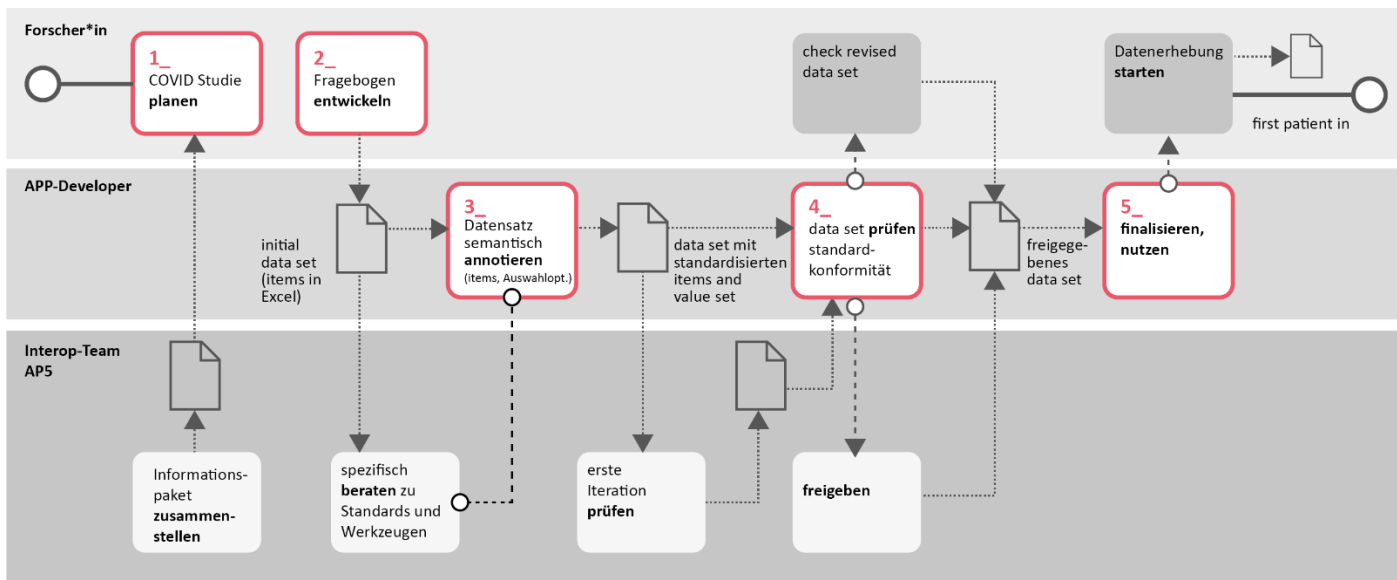 Forscher*in
1_
COVID Studie
planen
2_
Fragebogen
entwickeln
check revised
data set
Datenerhebung
starten
first patient in
APP-Developer
initial
data set
(items in
Excel)
3_
Datensatz
semantisch
annotieren
(items, Auswahlopt.)
data set mit
standardisierten
items and
value set
4_
data set prüfen
standard-
konformität
freigege-
benes
data set
5_
finalisieren,
nutzen
Interop-Team
AP5
Informations-
paket
zusammen-
stellen
spezifisch
beraten zu
Standards und
Werkzeugen
erste
Iteration
prüfen
freigeben